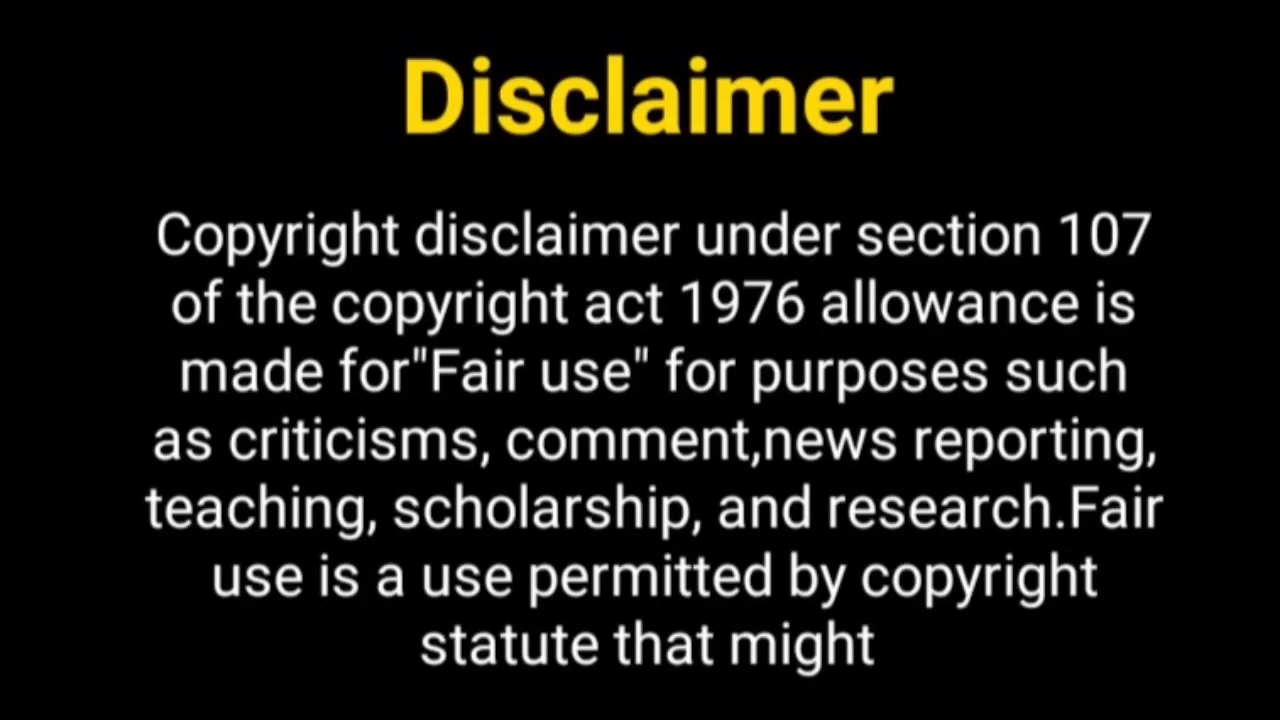 Disclaimer
Copyright disclaimer under section 107
of the copyright act 1976 allowance is
made for"Fair use" for purposes such
as criticisms, comment,news reporting,
teaching, scholarship, and research.Fair
use is a use permitted by copyright
statute that might